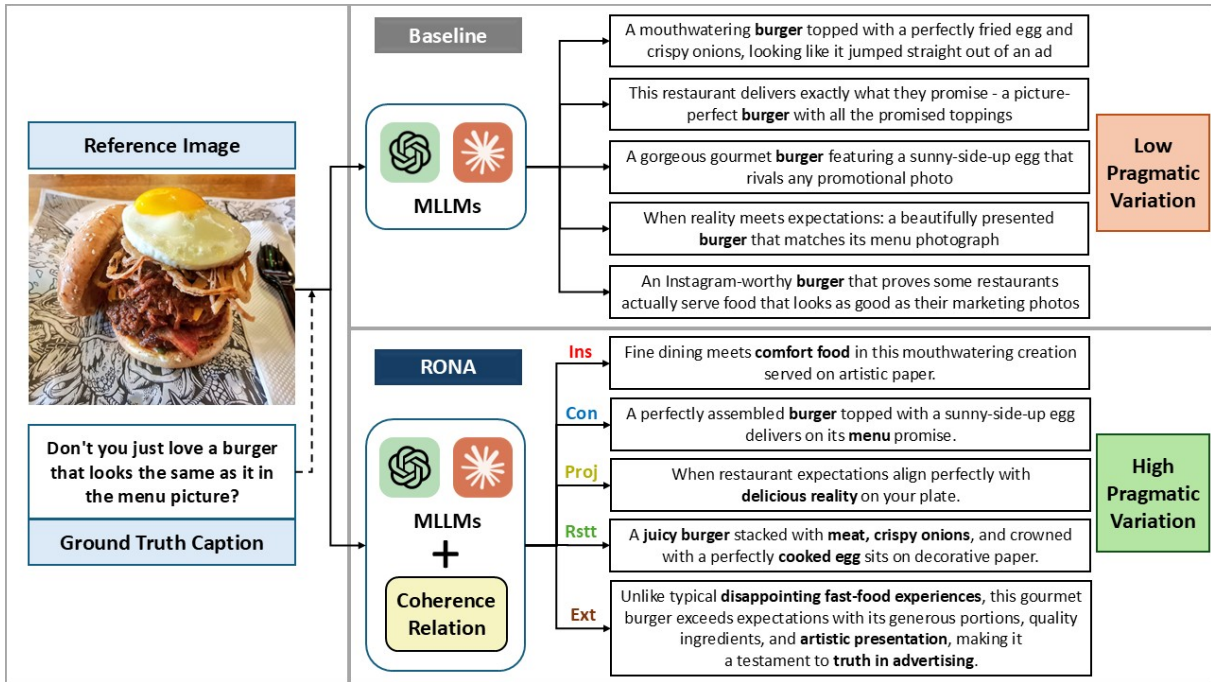 Reference Image
Don't you just love a burger
that looks the same as it in
the menu picture?
Ground Truth Caption
Baseline
MLLMs
A mouthwatering burger topped with a perfectly fried egg and
crispy onions, looking like it jumped straight out of an ad
This restaurant delivers exactly what they promise - a picture-
perfect burger with all the promised toppings
A gorgeous gourmet burger featuring a sunny-side-up egg that
rivals any promotional photo
When reality meets expectations: a beautifully presented
burger that matches its menu photograph
An Instagram-worthy burger that proves some restaurants
actually serve food that looks as good as their marketing photos
Low
Pragmatic
Variation
RONA
MLLMs
+
Coherence
Relation
Ins
Fine dining meets comfort food in this mouthwatering creation
served on artistic paper.
Con
A perfectly assembled burger topped with a sunny-side-up egg
delivers on its menu promise.
Proj
When restaurant expectations align perfectly with
delicious reality on your plate.
Rstt
A juicy burger stacked with meat, crispy onions, and crowned
with a perfectly cooked egg sits on decorative paper.
Ext
Unlike typical disappointing fast-food experiences, this gourmet
burger exceeds expectations with its generous portions, quality
ingredients, and artistic presentation, making it
a testament to truth in advertising.
High
Pragmatic
Variation